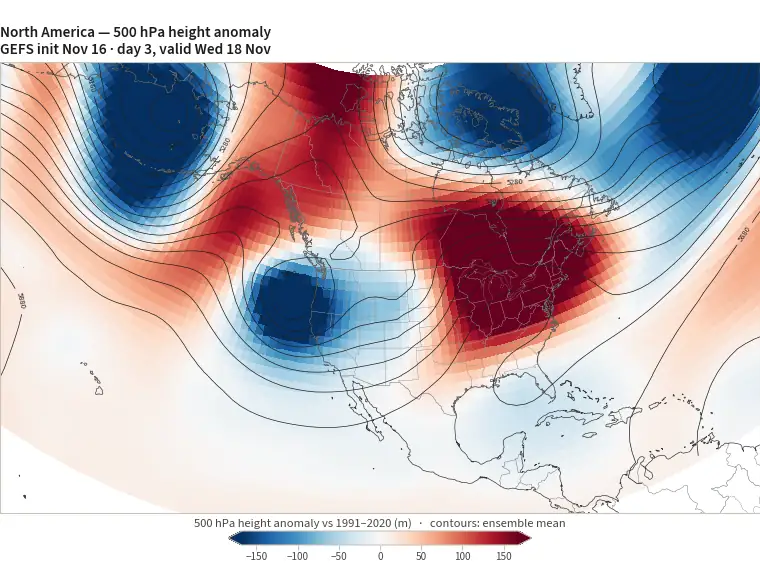 North America — 500 hPa height anomaly
GEFS init Nov 16 · day 3, valid Wed 18 Nov
5280
5280
5880
5880
500 hPa height anomaly vs 1991–2020 (m) · contours: ensemble mean
−150 −100 −50 0 50 100 150